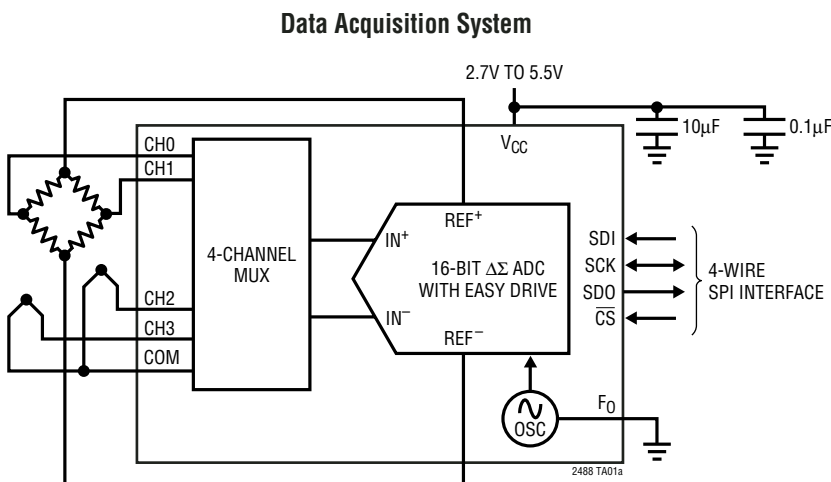 Data Acquisition System
2.7V TO 5.5V
10µF
0.1µF
VCC
CH0
CH1
REF+
IN+
4-CHANNEL
MUX
16-BIT ΔΣ ADC
WITH EASY DRIVE
SDI
SCK
SDO
CS
4-WIRE
SPI INTERFACE
CH2
CH3
COM
IN−
REF−
OSC
FO
2488 TA01a